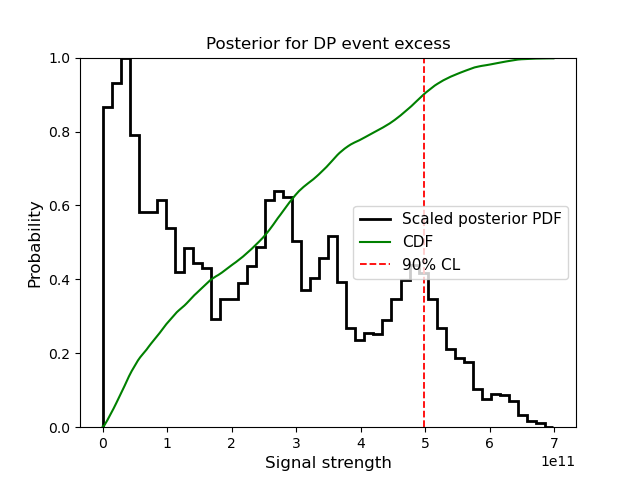 Posterior for DP event excess
Probability
1.0
0.8
0.6
0.4
0.2
0.0
Scaled posterior PDF
CDF
90% CL
0 1 2 3 4 5 6 7
1e11
Signal strength